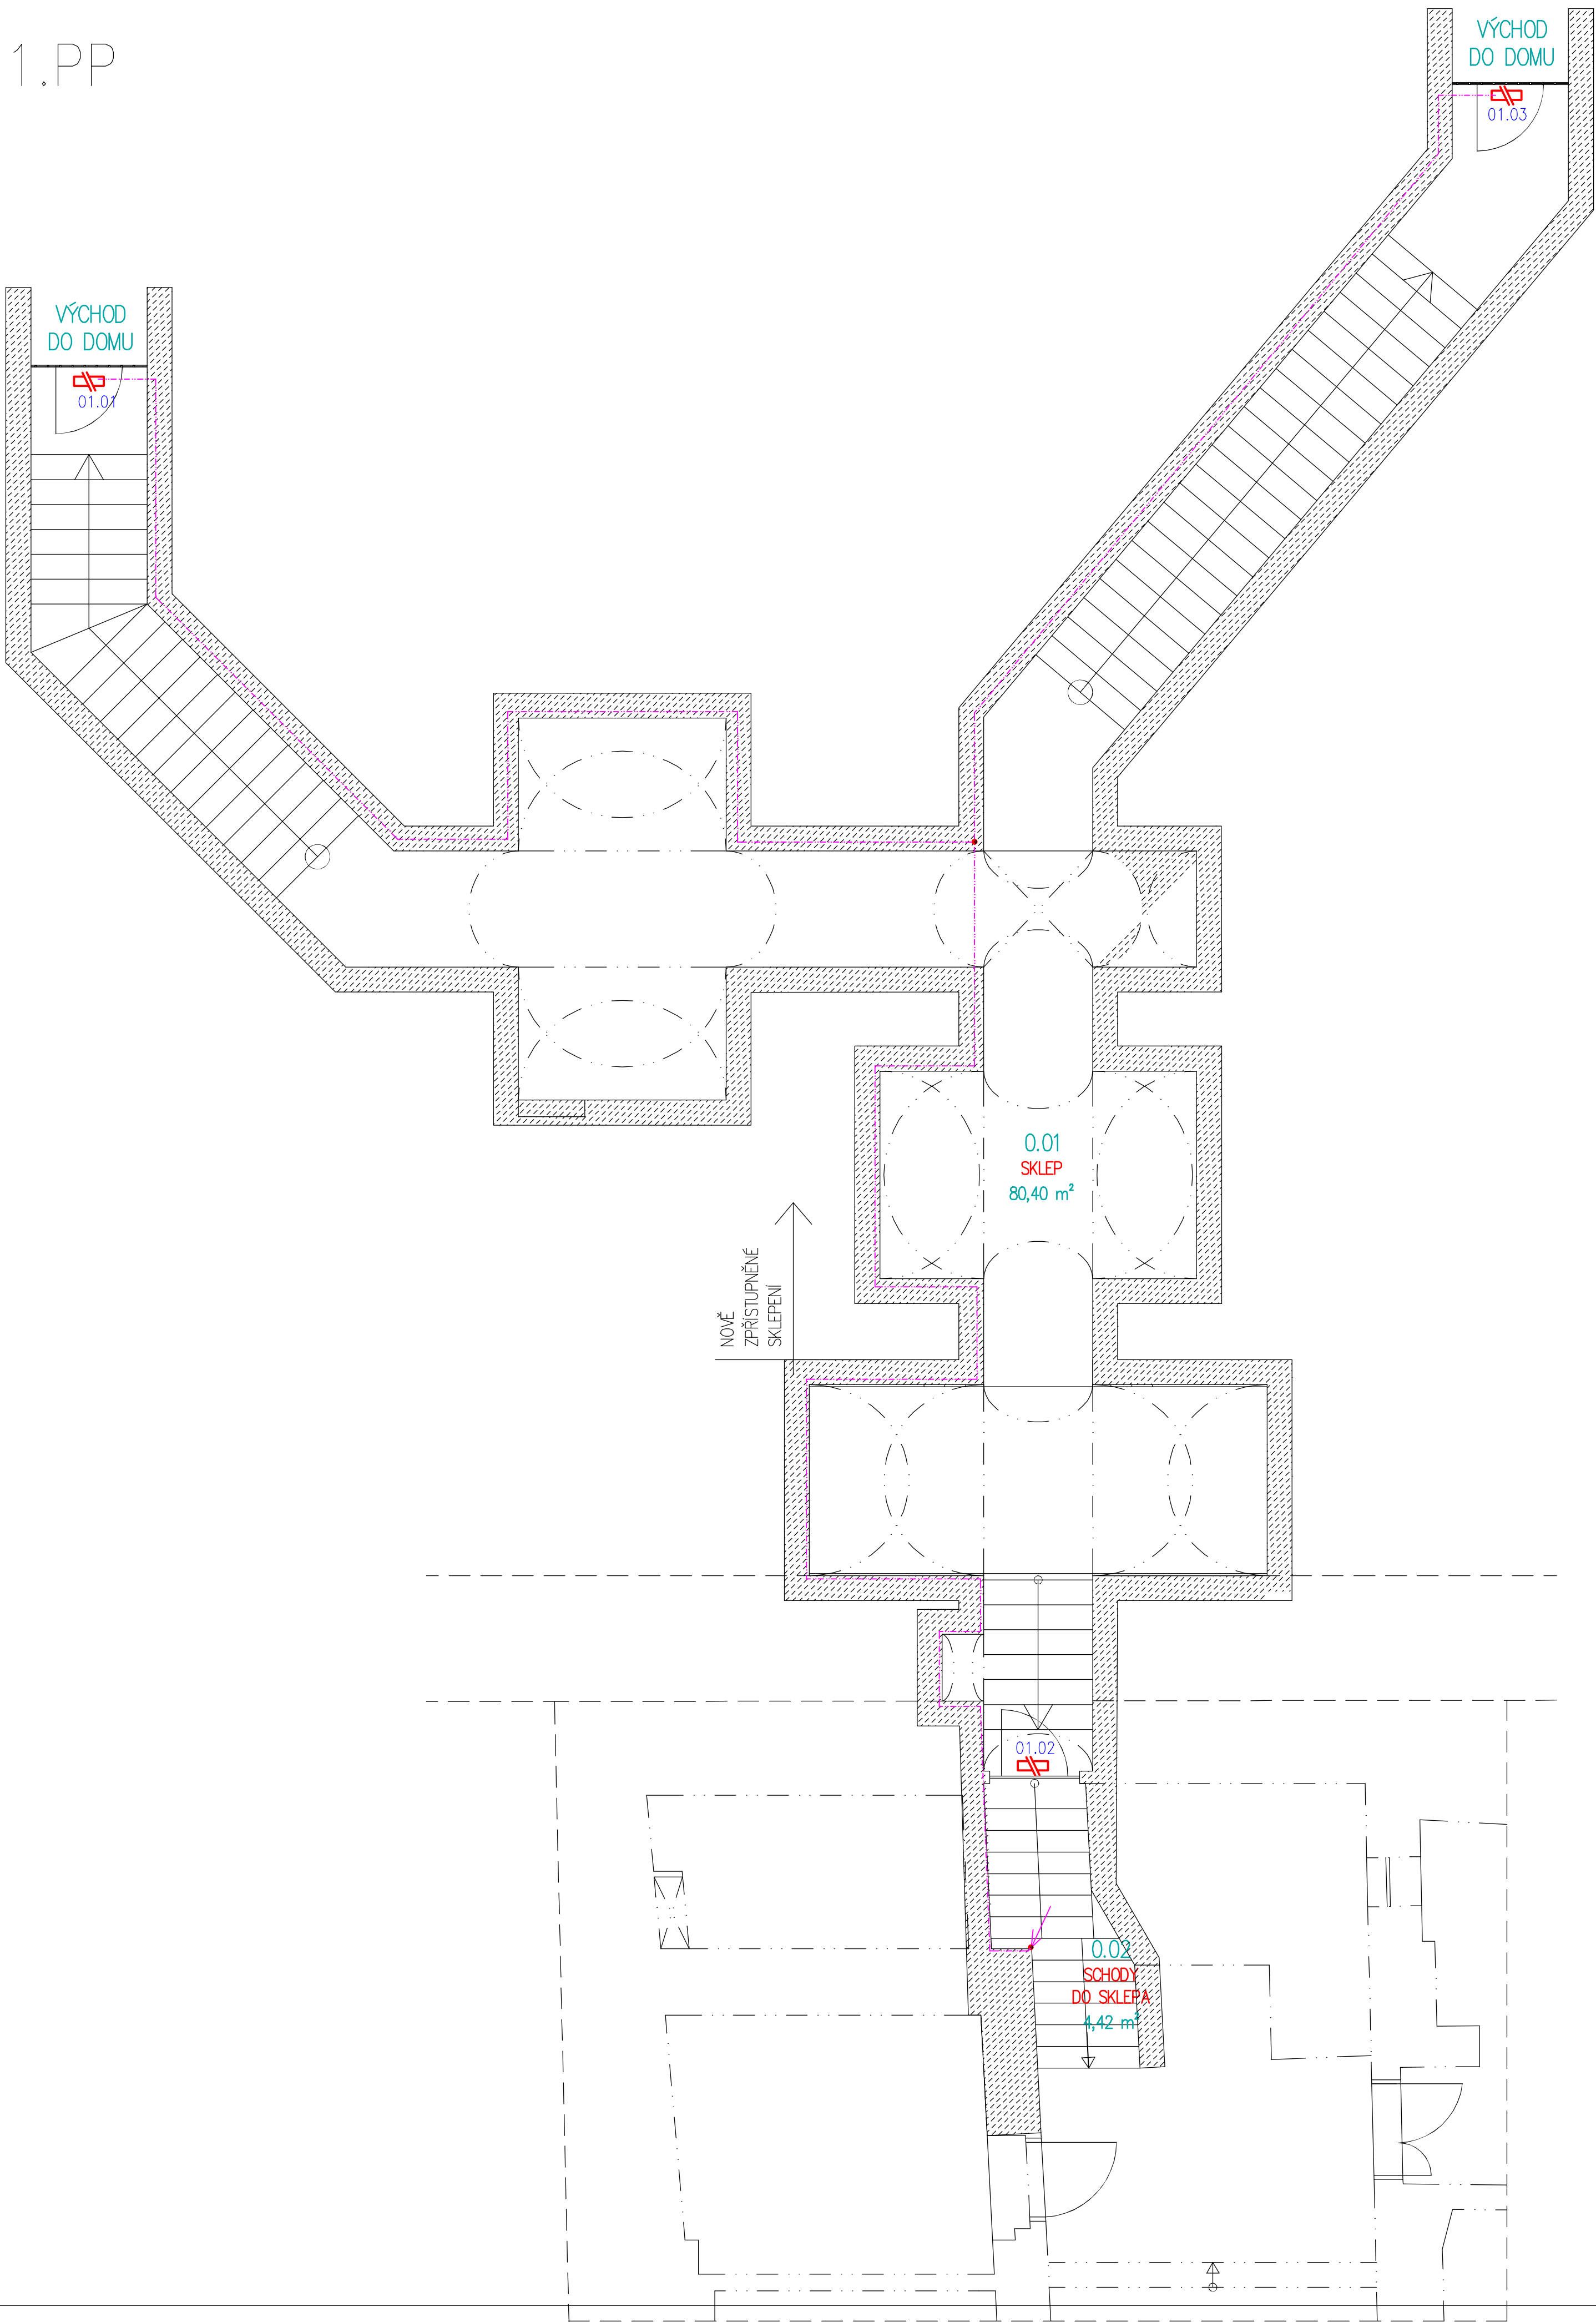 1.PP
VÝCHOD
DO DOMU
01.03
VÝCHOD
DO DOMU
01.01
0.01
SKLEP
80,40 m²
NOVĚ
ZPŘÍSTUPNĚNÉ
SKLEPENÍ
01.02
0.02
SCHODY
DO SKLEPA
4,42 m²